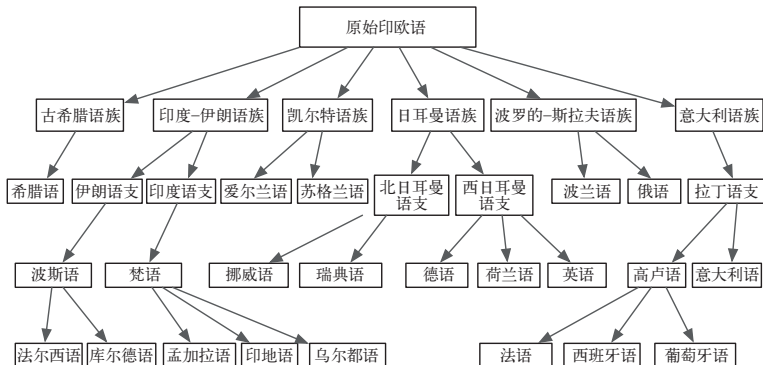 原始印欧语
古希腊语族 印度-伊朗语族 凯尔特语族 日耳曼语族 波罗的-斯拉夫语族 意大利语族
希腊语 伊朗语支 印度语支 爱尔兰语 苏格兰语 北日耳曼 西日耳曼 波兰语 俄语 拉丁语支
语支 语支
波斯语 梵语 挪威语 瑞典语 德语 荷兰语 英语 高卢语 意大利语
法尔西语 库尔德语 孟加拉语 印地语 乌尔都语 法语 西班牙语 葡萄牙语